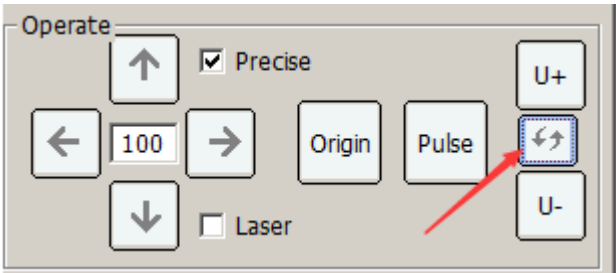 Operate
Precise
U+
100
Origin
Pulse
U-
Laser